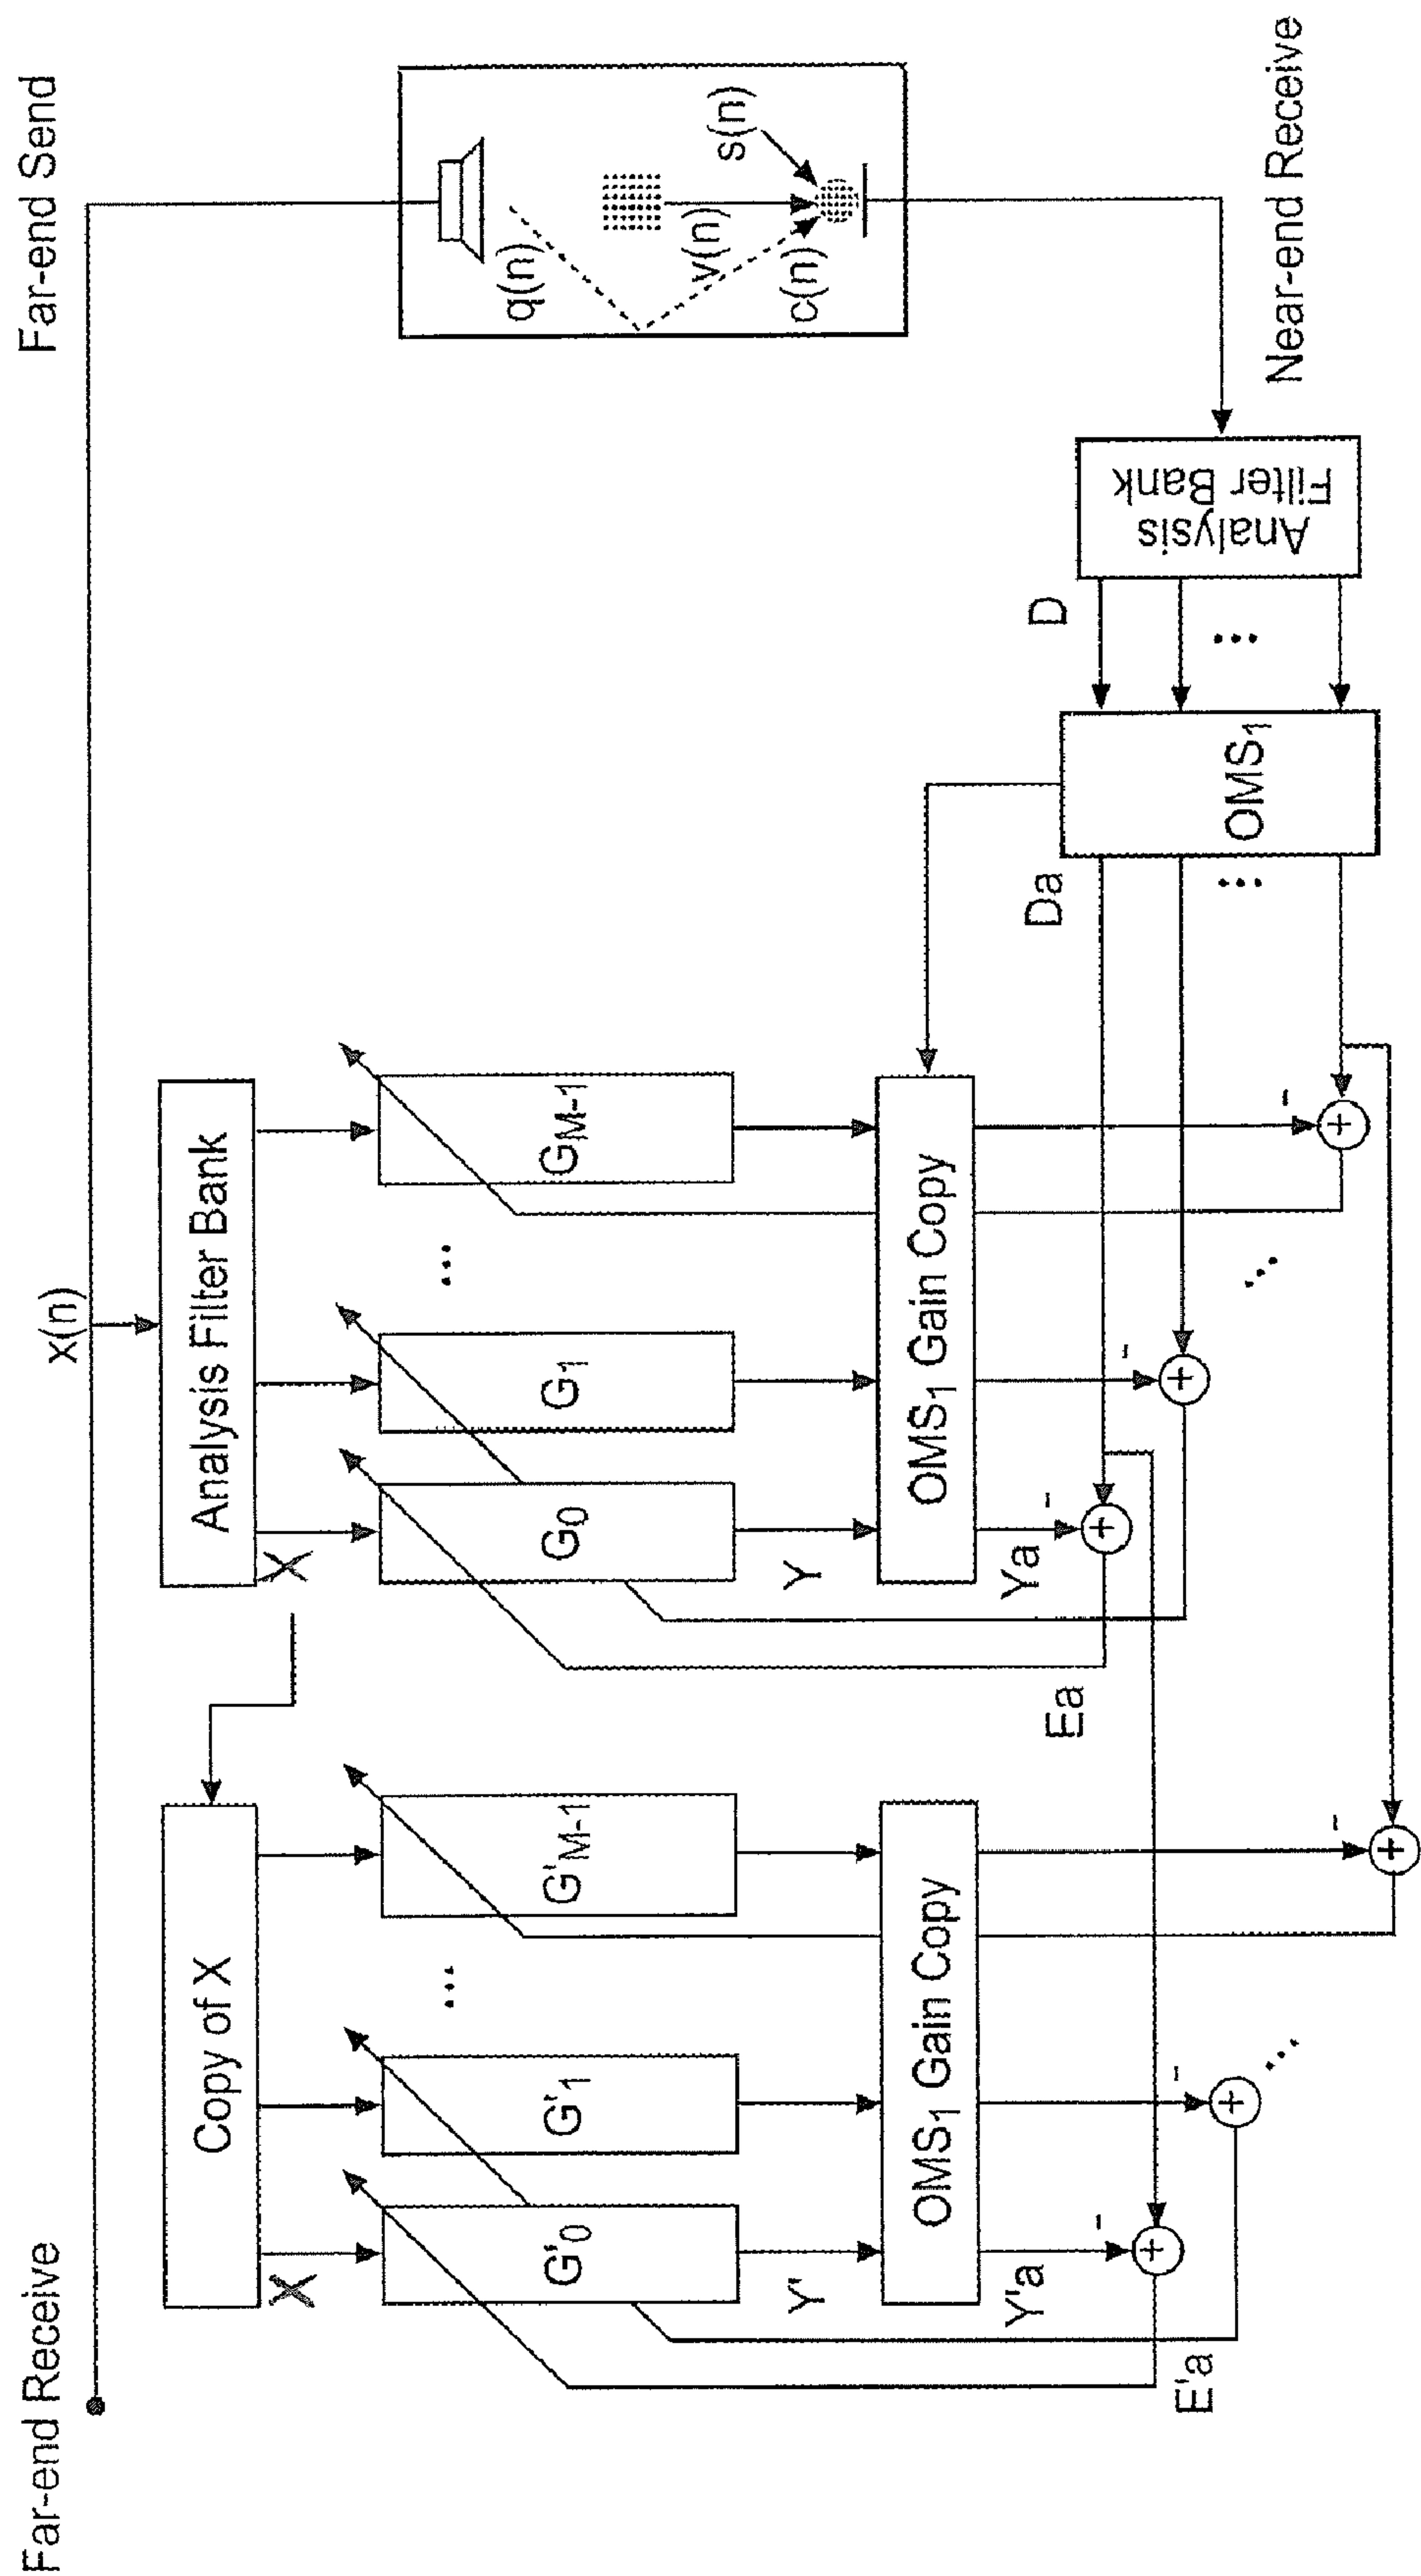 Far-end Receive
x(n)
Far-end Send
Copy of X
Analysis Filter Bank
X
X
G'0
G'1
...
G'M-1
G0
G1
...
GM-1
q(n)
v(n)
s(n)
c(n)
Y'
Y
OMS1 Gain Copy
OMS1 Gain Copy
Y'a
Ya
Da
D
-
-
-
-
-
-
+
+
+
+
+
+
E'a
Ea
...
...
OMS1
...
...
Analysis
Filter Bank
Near-end Receive